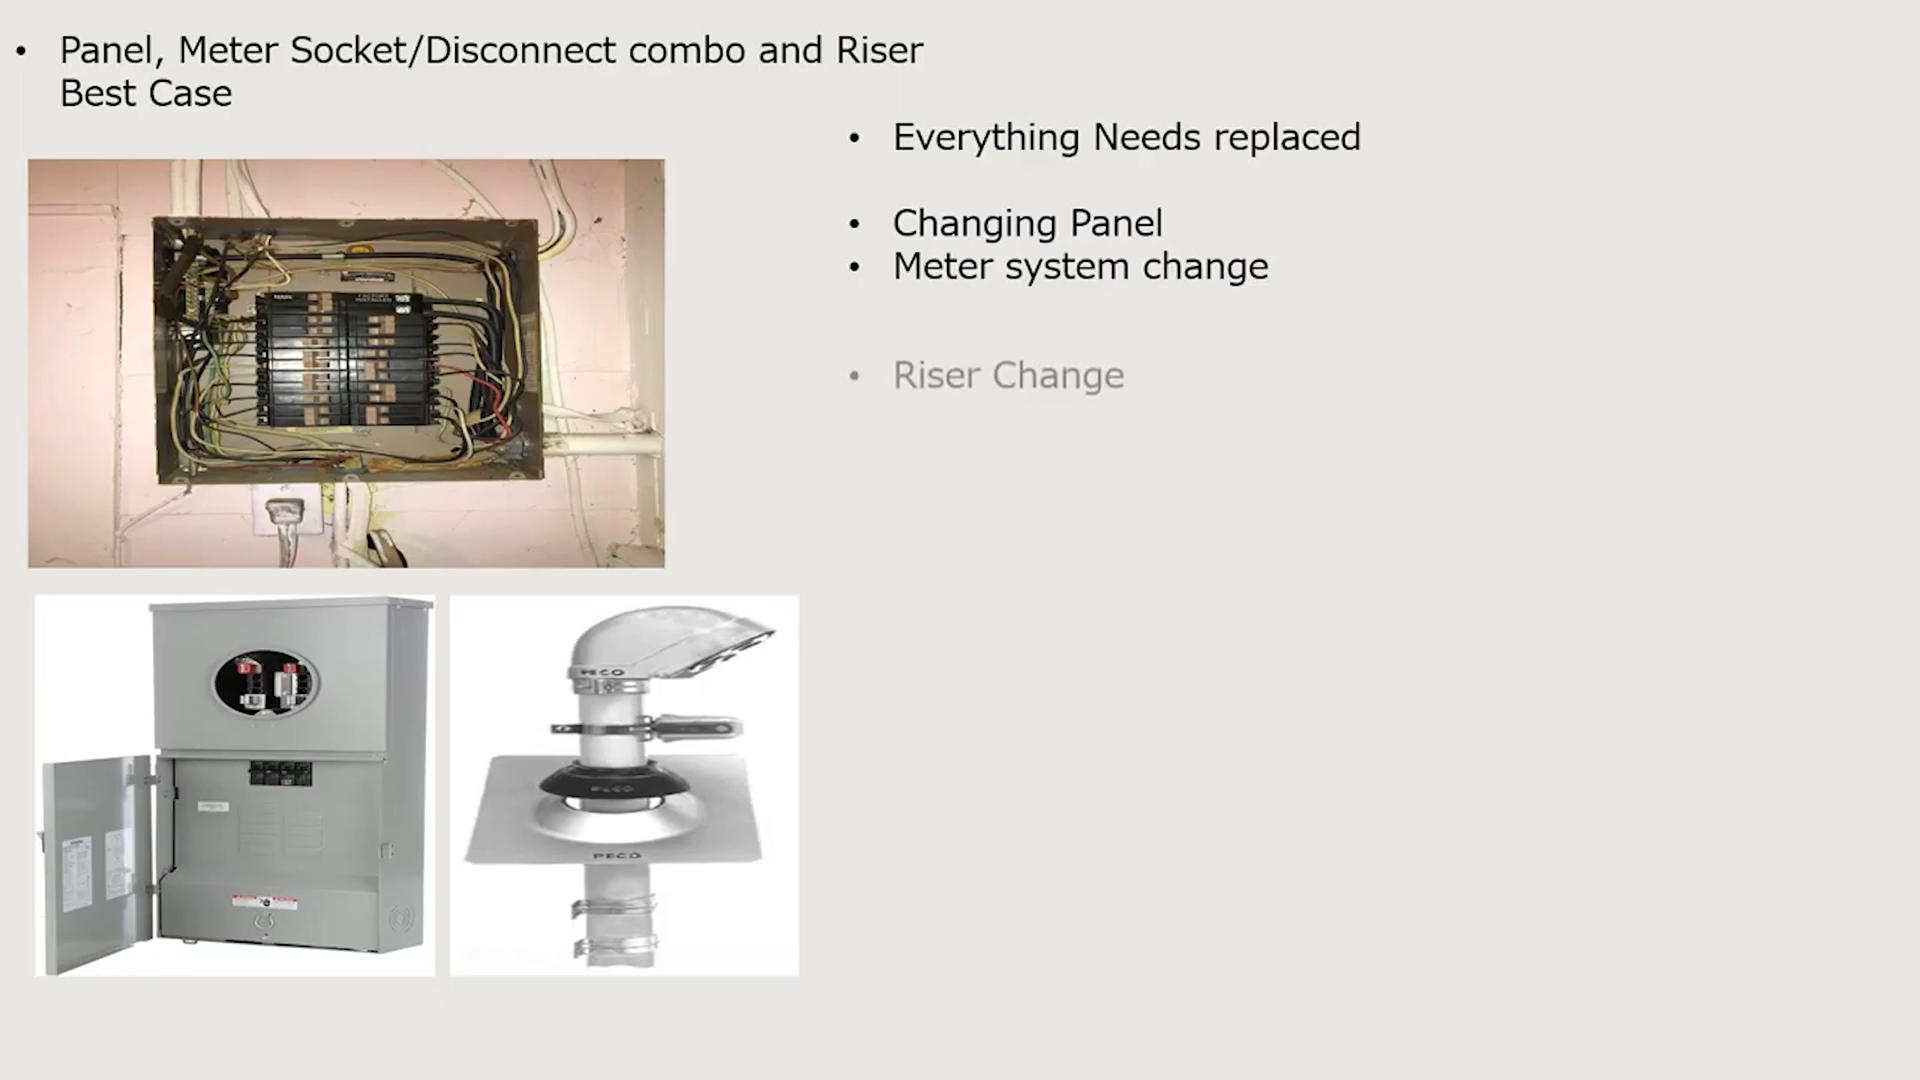 • Panel, Meter Socket/Disconnect combo and Riser
Best Case
• Everything Needs replaced
• Changing Panel
• Meter system change
• Riser Change
MAIN
PECO
PECO
PECO